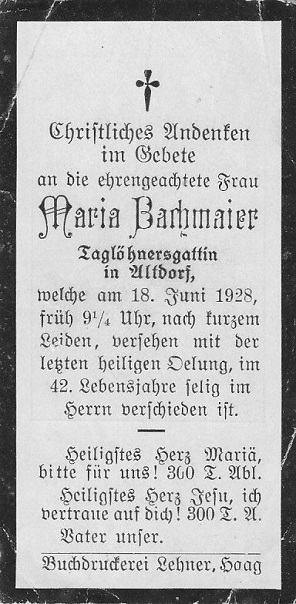 Christliches Andenken
im Gebete
an die ehrengeachtete Frau
Maria Bachmaier
Taglöhnersgattin
in Altdorf,
welche am 18. Juni 1928,
früh 9¼ Uhr, nach kurzem
Leiden, versehen mit der
letzten heiligen Oelung, im
42. Lebensjahre selig im
Herrn verschieden ist.
Heiligstes Herz Mariä,
bitte für uns! 300 T. Abl.
Heiligstes Herz Jesu, ich
vertraue auf dich! 300 T. A.
Vater unser.
Buchdruckerei Lehner, Haag